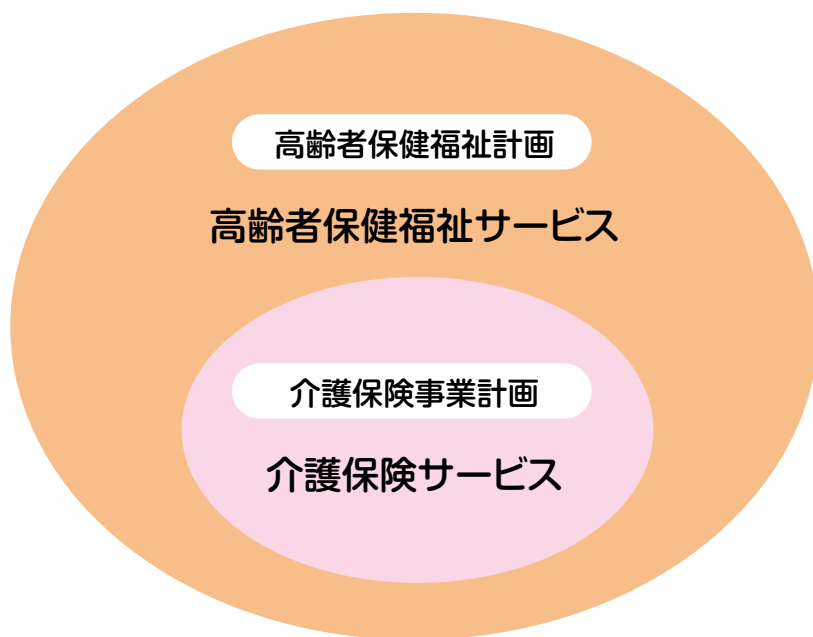 高齢者保健福祉計画
高齢者保健福祉サービス
介護保険事業計画
介護保険サービス